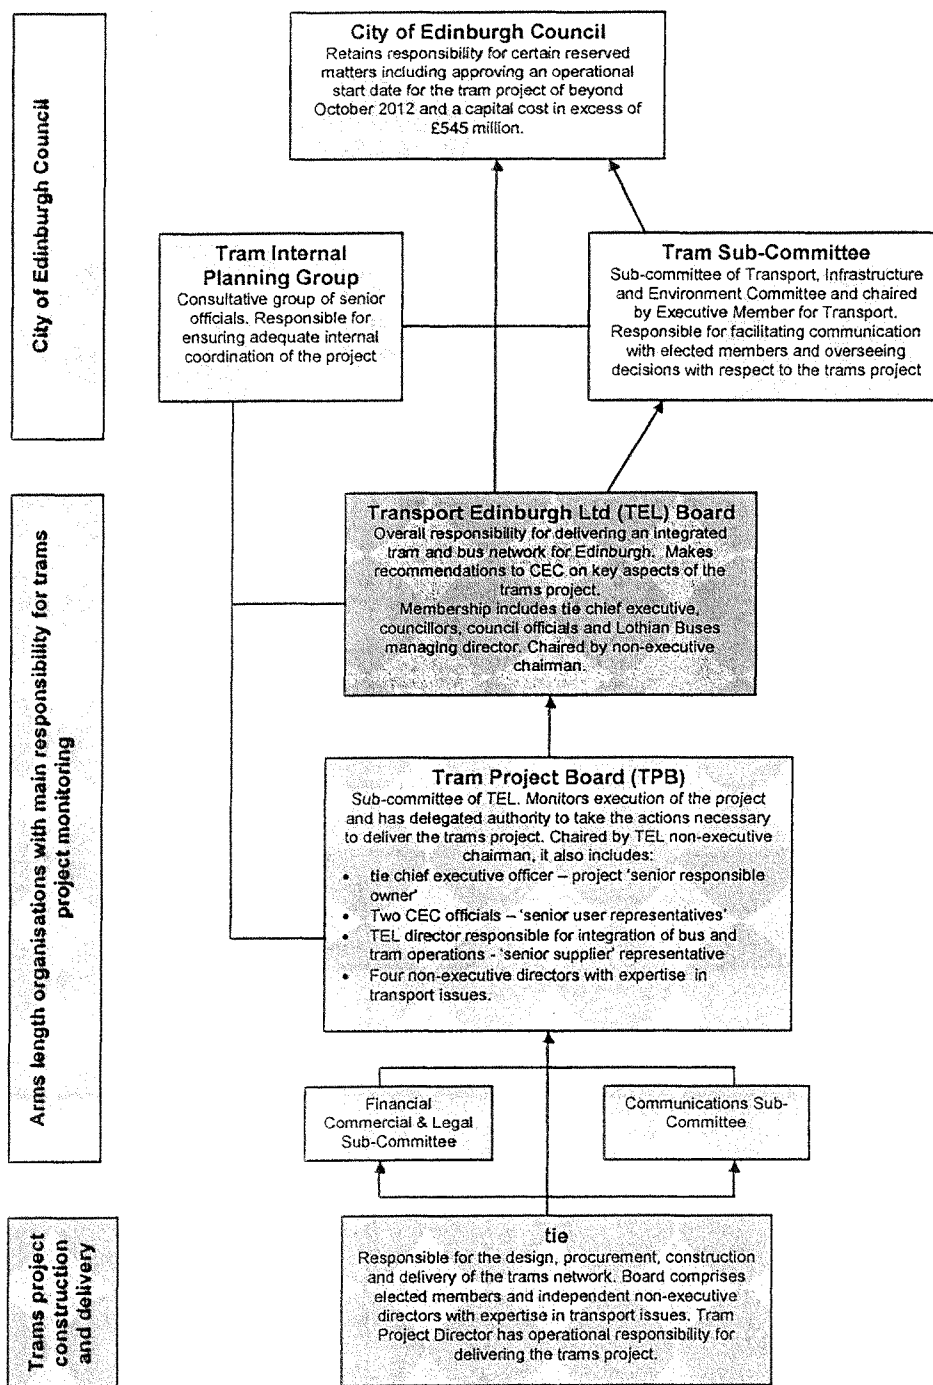 City of Edinburgh Council
City of Edinburgh Council
Retains responsibility for certain reserved
matters including approving an operational
start date for the tram project of beyond
October 2012 and a capital cost in excess of
£545 million.
Tram Internal
Planning Group
Consultative group of senior
officials. Responsible for
ensuring adequate internal
coordination of the project
Tram Sub-Committee
Sub-committee of Transport, Infrastructure
and Environment Committee and chaired
by Executive Member for Transport.
Responsible for facilitating communication
with elected members and overseeing
decisions with respect to the trams project
Arms length organisations with main responsibility for trams
project monitoring
Transport Edinburgh Ltd (TEL) Board
Overall responsibility for delivering an integrated
tram and bus network for Edinburgh. Makes
recommendations to CEC on key aspects of the
trams project.
Membership includes tie chief executive,
councillors, council officials and Lothian Buses
managing director. Chaired by non-executive
chairman.
Tram Project Board (TPB)
Sub-committee of TEL. Monitors execution of the project
and has delegated authority to take the actions necessary
to deliver the trams project. Chaired by TEL non-executive
chairman, it also includes:
• tie chief executive officer – project 'senior responsible
owner'
• Two CEC officials – 'senior user representatives'
• TEL director responsible for integration of bus and
tram operations - 'senior supplier' representative
• Four non-executive directors with expertise in
transport issues.
Financial
Commercial & Legal
Sub-Committee
Communications Sub-
Committee
Trams project
construction
and delivery
tie
Responsible for the design, procurement, construction
and delivery of the trams network. Board comprises
elected members and independent non-executive
directors with expertise in transport issues. Tram
Project Director has operational responsibility for
delivering the trams project.